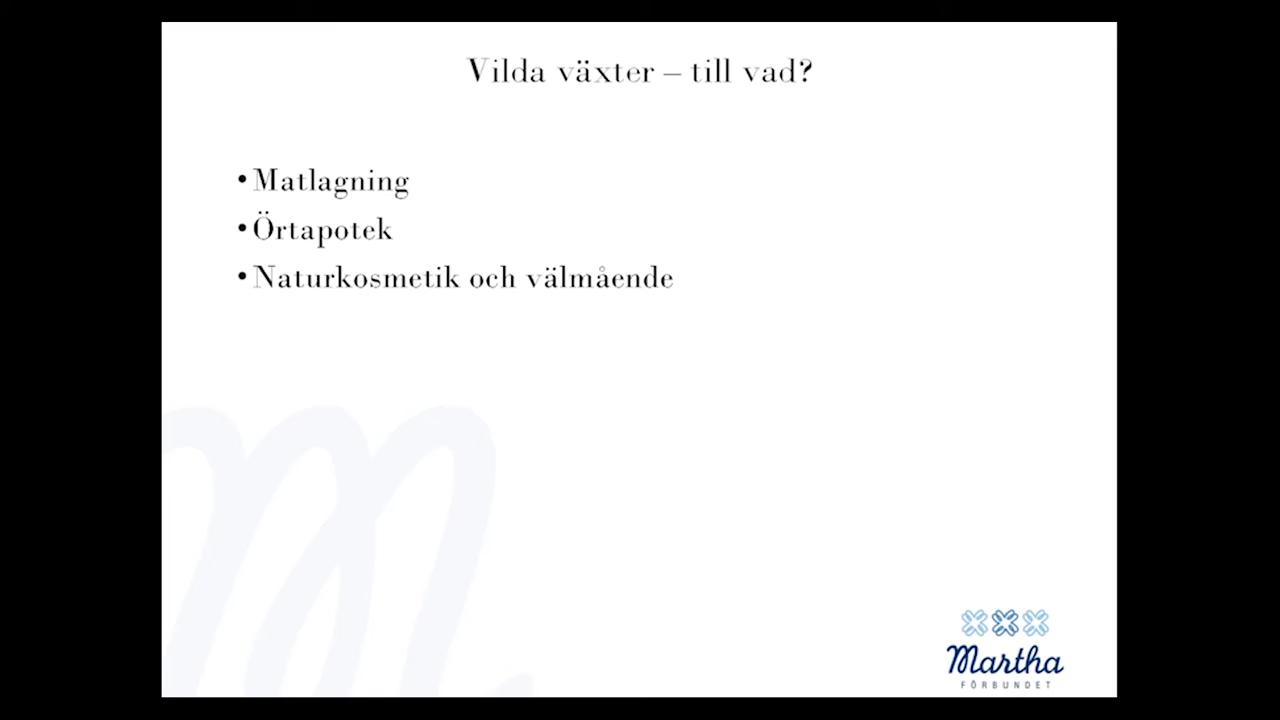 Vilda växter – till vad?
• Matlagning
• Örtapotek
• Naturkosmetik och välmående
Martha
FÖRBUNDET